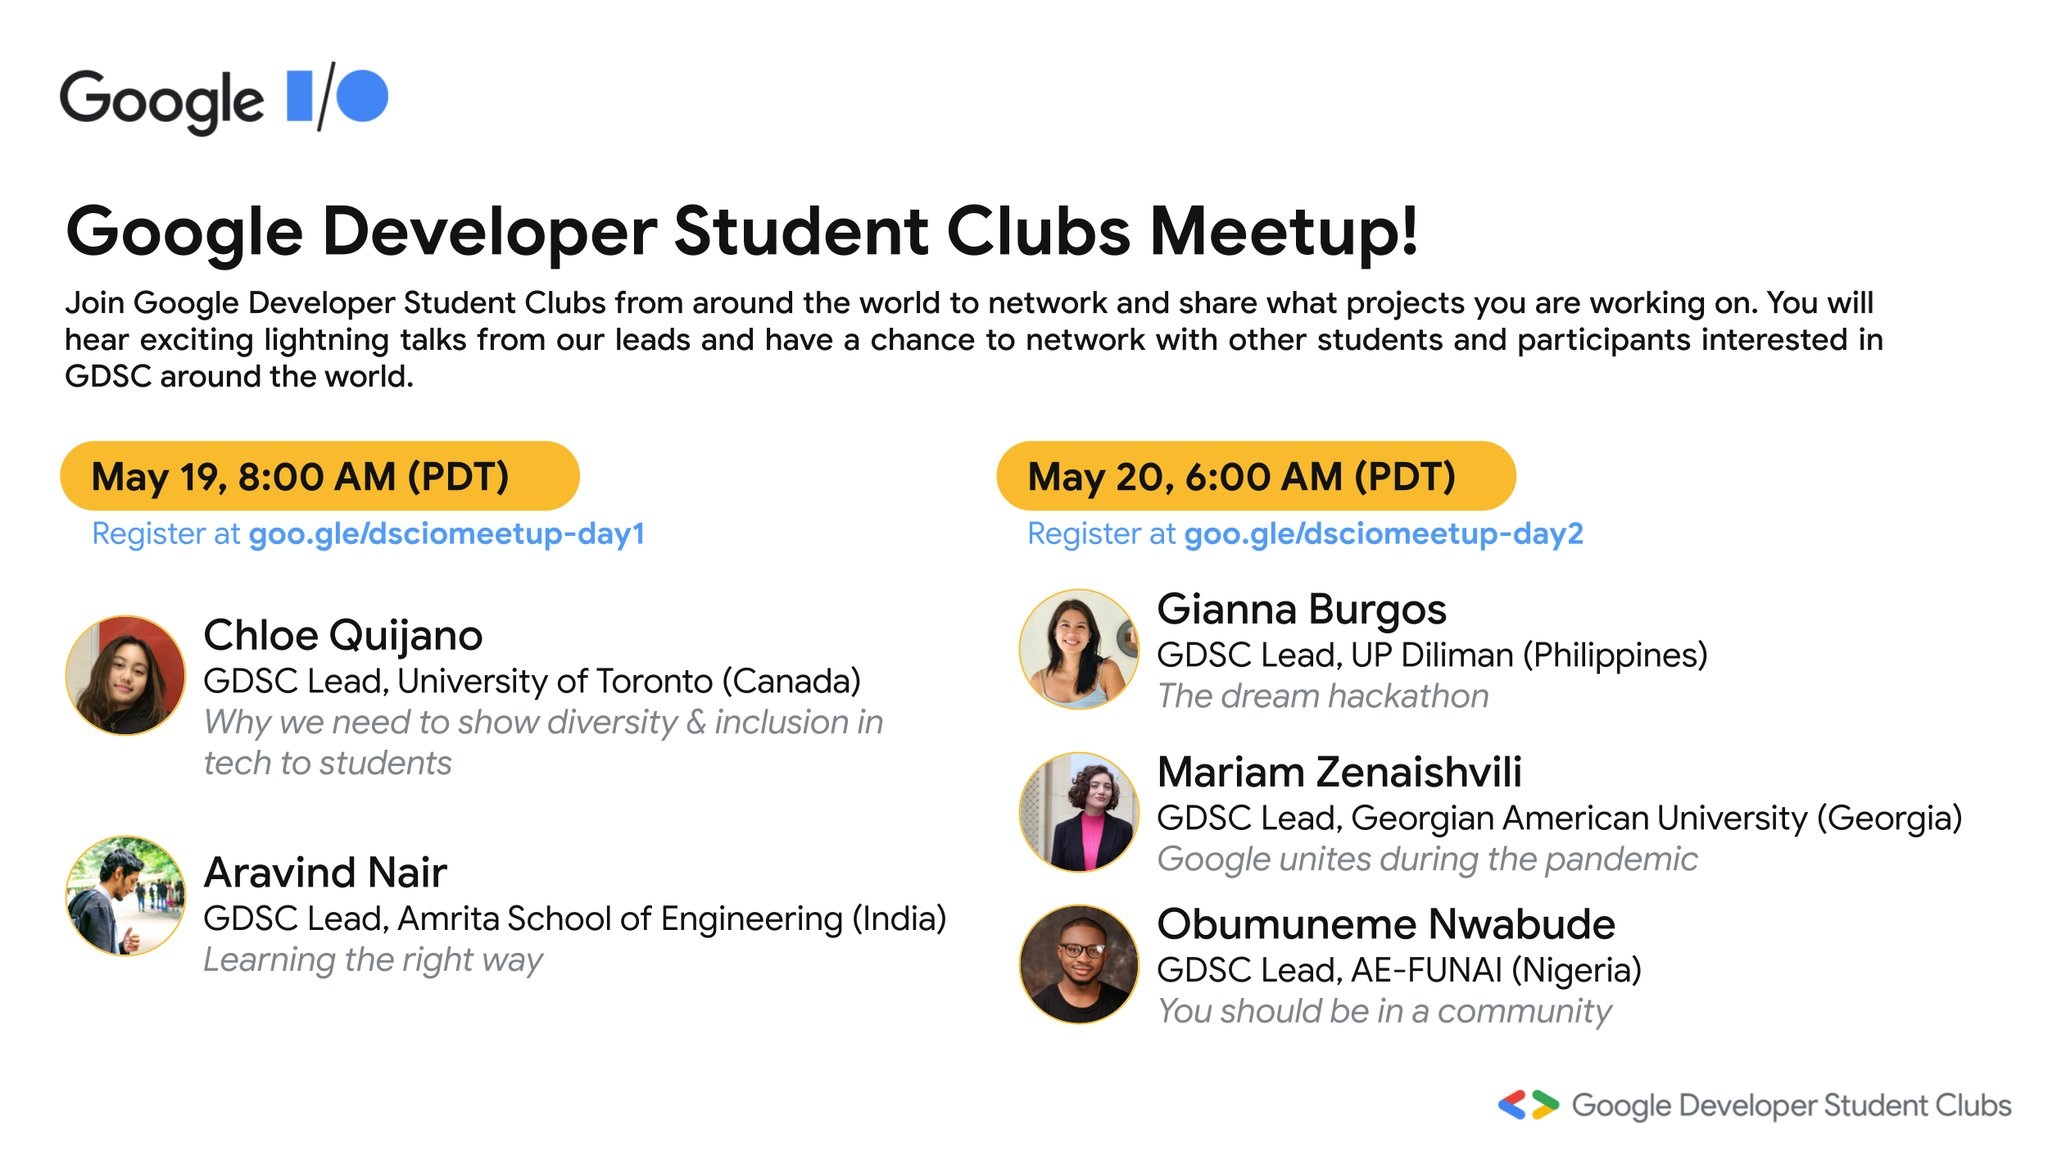 Google I/O
Google Developer Student Clubs Meetup!
Join Google Developer Student Clubs from around the world to network and share what projects you are working on. You will
hear exciting lightning talks from our leads and have a chance to network with other students and participants interested in
GDSC around the world.
May 19, 8:00 AM (PDT)
Register at goo.gle/dsciomeetup-day1
Chloe Quijano
GDSC Lead, University of Toronto (Canada)
Why we need to show diversity & inclusion in
tech to students
Aravind Nair
GDSC Lead, Amrita School of Engineering (India)
Learning the right way
May 20, 6:00 AM (PDT)
Register at goo.gle/dsciomeetup-day2
Gianna Burgos
GDSC Lead, UP Diliman (Philippines)
The dream hackathon
Mariam Zenaishvili
GDSC Lead, Georgian American University (Georgia)
Google unites during the pandemic
Obumuneme Nwabude
GDSC Lead, AE-FUNAI (Nigeria)
You should be in a community
Google Developer Student Clubs